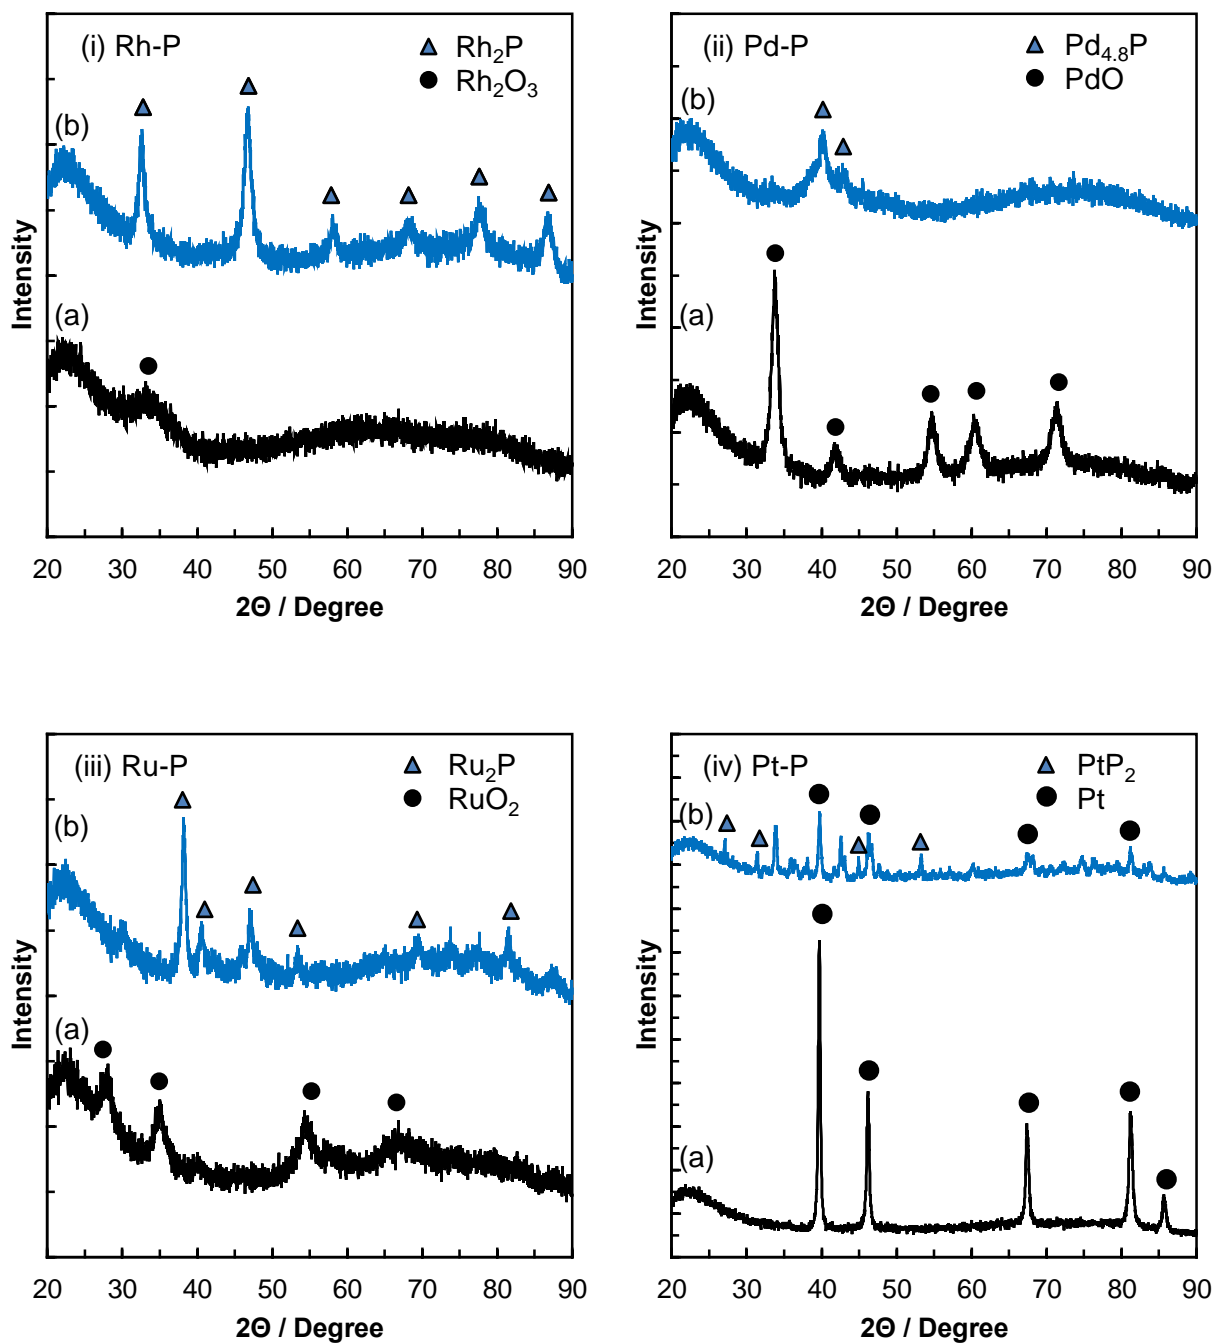 (i) Rh-P
Rh₂P
Rh₂O₃
(b)
(a)
Intensity
20 30 40 50 60 70 80 90
2Θ / Degree
(ii) Pd-P
Pd₄.₈P
PdO
(b)
(a)
Intensity
20 30 40 50 60 70 80 90
2Θ / Degree
(iii) Ru-P
Ru₂P
RuO₂
(b)
(a)
Intensity
20 30 40 50 60 70 80 90
2Θ / Degree
(iv) Pt-P
PtP₂
Pt
(b)
(a)
Intensity
20 30 40 50 60 70 80 90
2Θ / Degree